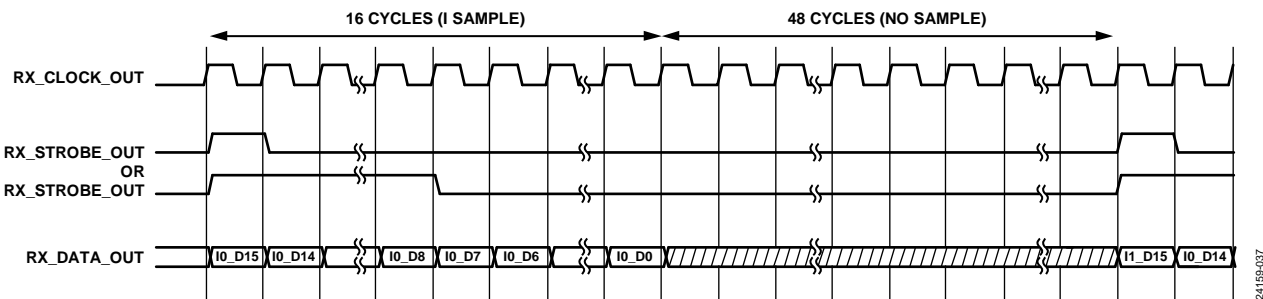 16 CYCLES (I SAMPLE)
48 CYCLES (NO SAMPLE)
RX_CLOCK_OUT
RX_STROBE_OUT
OR
RX_STROBE_OUT
RX_DATA_OUT
I0_D15 I0_D14 I0_D8 I0_D7 I0_D6 I0_D0 I1_D15 I0_D14
24159-037